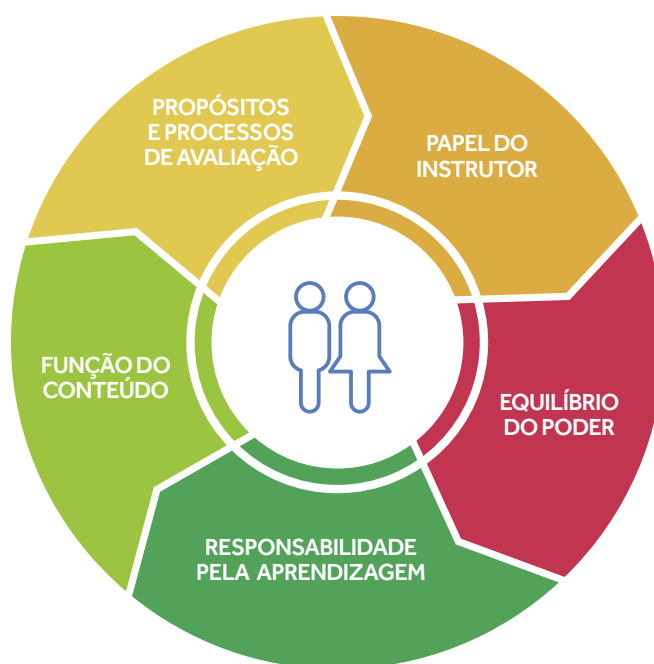 PROPÓSITOS
E PROCESSOS
DE AVALIAÇÃO
PAPEL DO
INSTRUTOR
EQUILÍBRIO
DO PODER
RESPONSABILIDADE
PELA APRENDIZAGEM
FUNÇÃO DO
CONTEÚDO